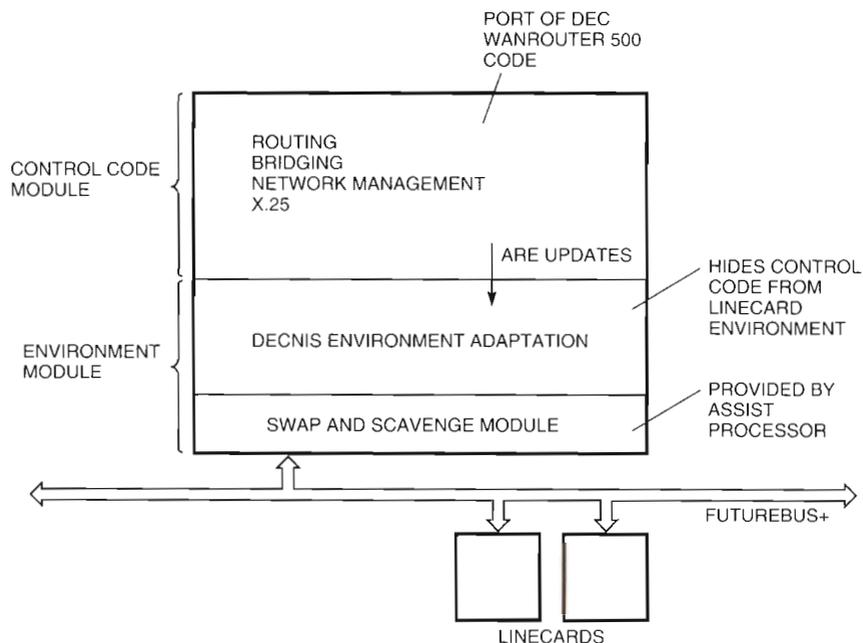 PORT OF DEC
WANROUTER 500
CODE
CONTROL CODE
MODULE
ROUTING
BRIDGING
NETWORK MANAGEMENT
X.25
ARE UPDATES
HIDES CONTROL
CODE FROM
LINECARD
ENVIRONMENT
ENVIRONMENT
MODULE
DECNIS ENVIRONMENT ADAPTATION
PROVIDED BY
ASSIST
PROCESSOR
SWAP AND SCAVENGE MODULE
FUTUREBUS+
LINECARDS